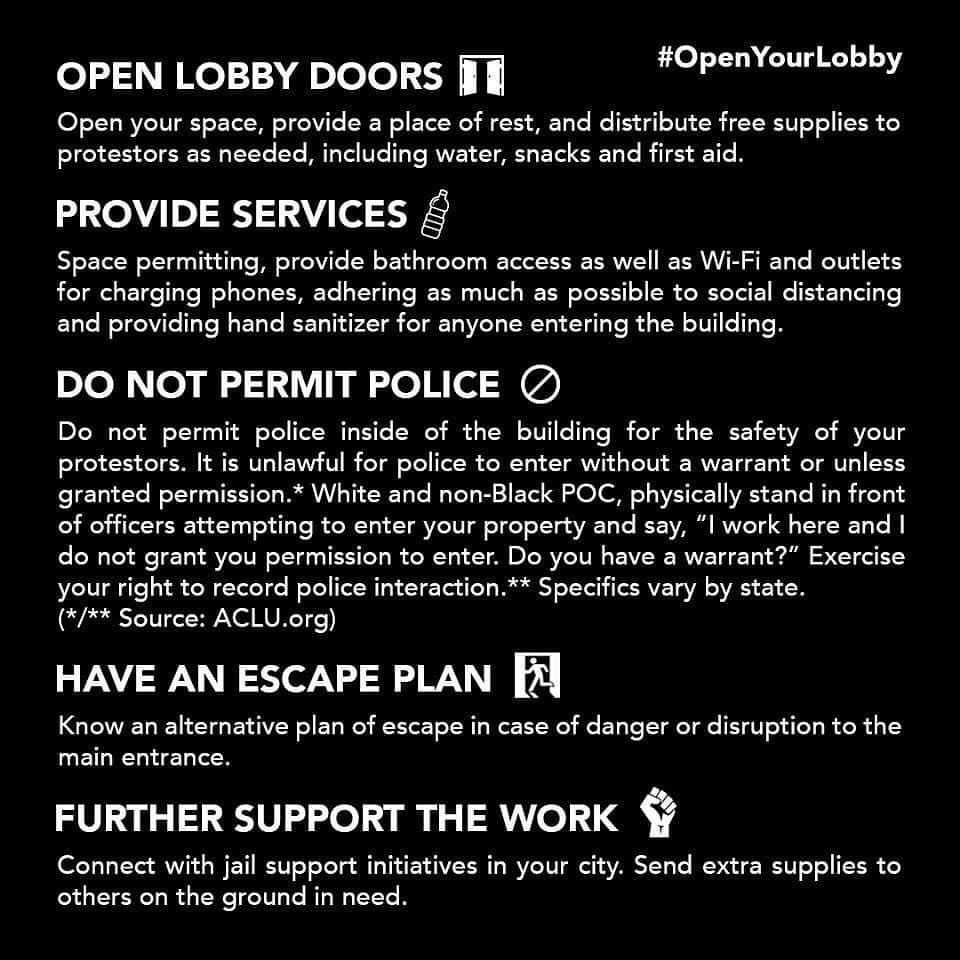 #OpenYourLobby
OPEN LOBBY DOORS
Open your space, provide a place of rest, and distribute free supplies to
protestors as needed, including water, snacks and first aid.
PROVIDE SERVICES
Space permitting, provide bathroom access as well as Wi-Fi and outlets
for charging phones, adhering as much as possible to social distancing
and providing hand sanitizer for anyone entering the building.
DO NOT PERMIT POLICE
Do not permit police inside of the building for the safety of your
protestors. It is unlawful for police to enter without a warrant or unless
granted permission.* White and non-Black POC, physically stand in front
of officers attempting to enter your property and say, “I work here and I
do not grant you permission to enter. Do you have a warrant?” Exercise
your right to record police interaction.** Specifics vary by state.
(*/** Source: ACLU.org)
HAVE AN ESCAPE PLAN
Know an alternative plan of escape in case of danger or disruption to the
main entrance.
FURTHER SUPPORT THE WORK
Connect with jail support initiatives in your city. Send extra supplies to
others on the ground in need.